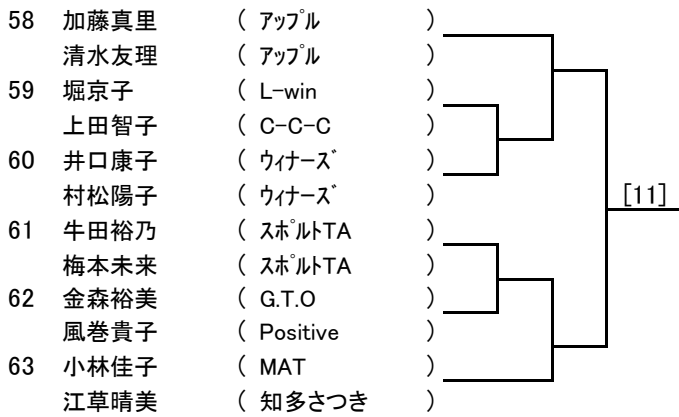 58 加藤真里 ( ｱｯﾌﾟﾙ )
清水友理 ( ｱｯﾌﾟﾙ )
59 堀京子 ( L-win )
上田智子 ( C-C-C )
60 井口康子 ( ｳｨﾅｰｽﾞ )
村松陽子 ( ｳｨﾅｰｽﾞ )
[11]
61 牛田裕乃 ( ｽﾎﾟﾙﾄTA )
梅本未来 ( ｽﾎﾟﾙﾄTA )
62 金森裕美 ( G.T.O )
風巻貴子 ( Positive )
63 小林佳子 ( MAT )
江草晴美 ( 知多さつき )